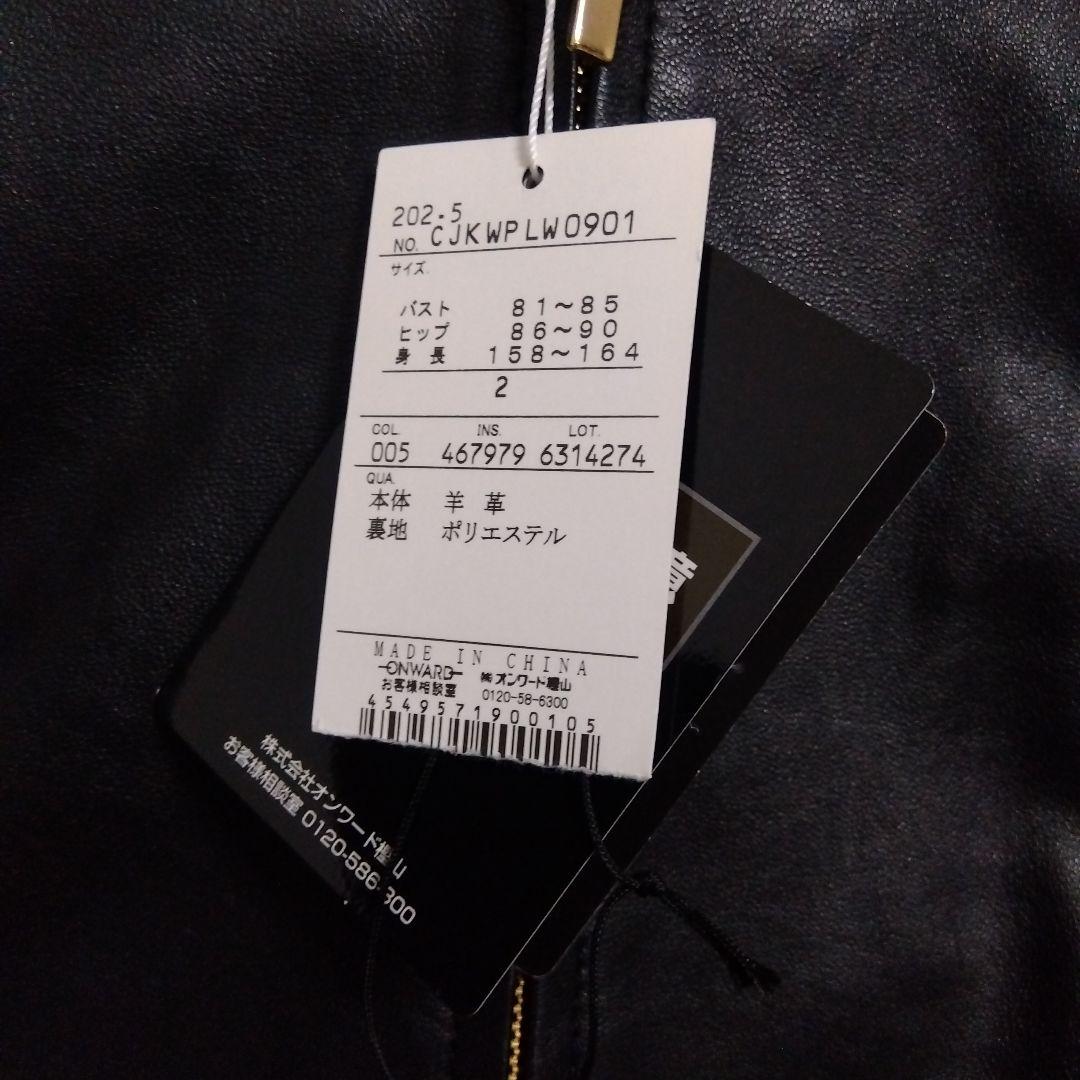 202-5
NO. CJKWPLW0901
サイズ.
バスト 81～85
ヒップ 86～90
身 長 158～164
2
COL. INS. LOT.
005 467979 6314274
QUA.
本体 羊 革
裏地 ポリエステル
MADE IN CHINA
ONWARD ㈱オンワード樫山
お客様相談室 0120-58-6300
4549571900105
意
株式会社オンワード樫山
お客様相談室 0120-586-300